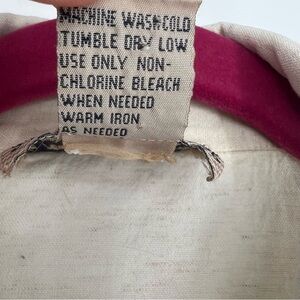 MACHINE WASH COLD
TUMBLE DRY LOW
USE ONLY NON-
CHLORINE BLEACH
WHEN NEEDED
WARM IRON
AS NEEDED